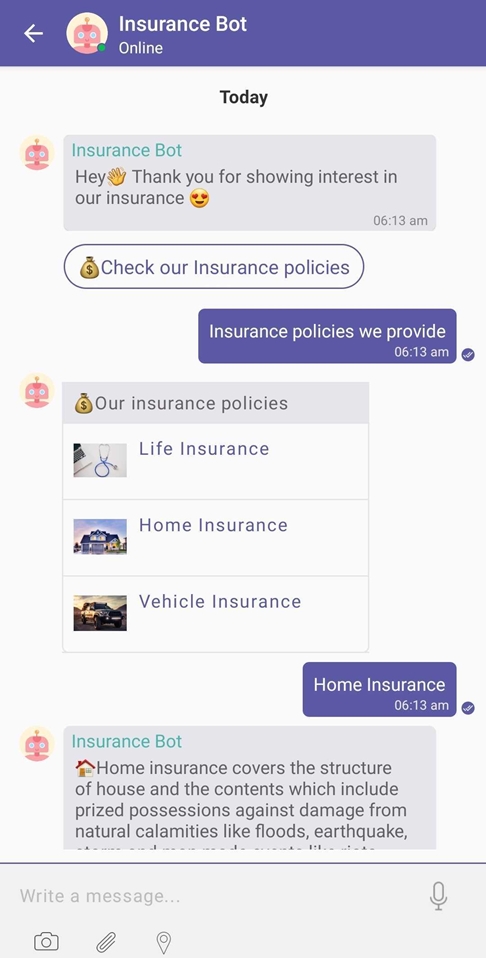 Insurance Bot
Online
Today
Insurance Bot
Hey👋 Thank you for showing interest in
our insurance 😍
06:13 am
💰Check our Insurance policies
Insurance policies we provide
06:13 am
💰Our insurance policies
Life Insurance
Home Insurance
Vehicle Insurance
Home Insurance
06:13 am
Insurance Bot
🏠Home insurance covers the structure
of house and the contents which include
prized possessions against damage from
natural calamities like floods, earthquake,
Write a message...